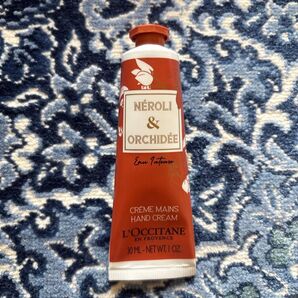 NÉROLI
&
ORCHIDÉE
Eau Intense
CRÈME MAINS
HAND CREAM
L'OCCITANE
EN PROVENCE
30 ML - NET WT. 1 OZ.